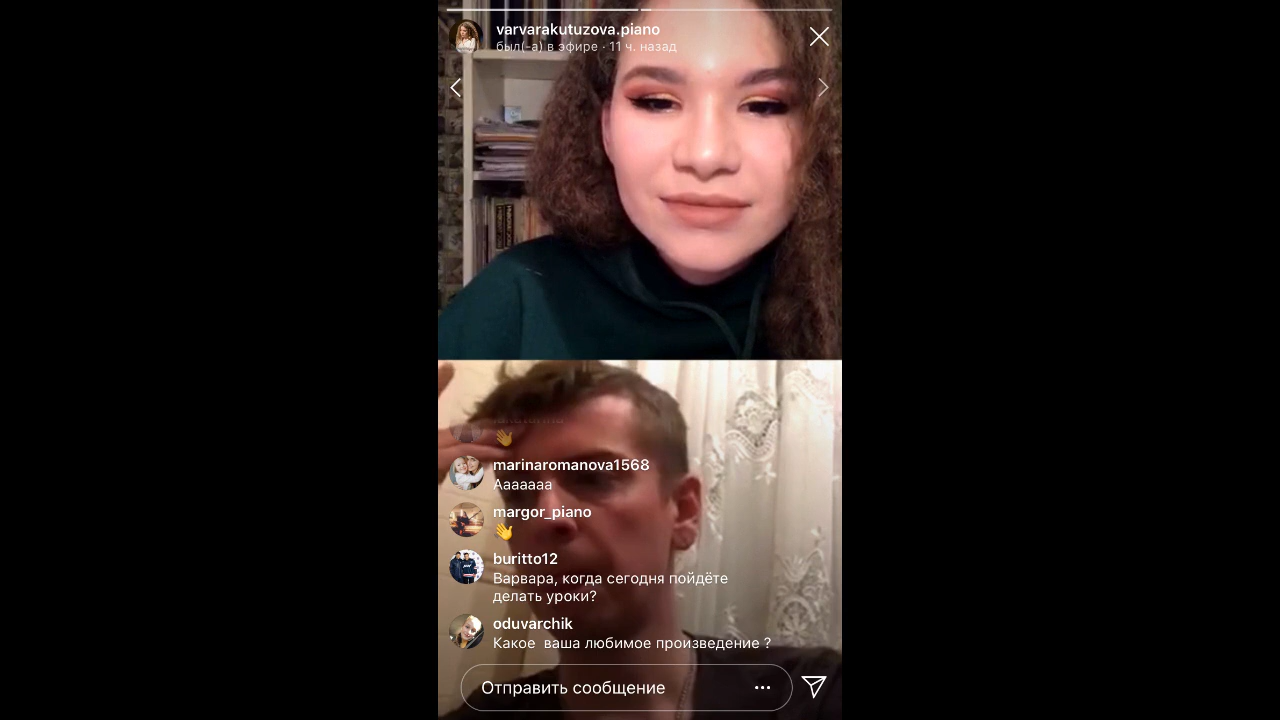 varvarakutuzova.piano
был(-а) в эфире · 11 ч. назад
marinaromanova1568
Ааааааа
margor_piano
buritto12
Варвара, когда сегодня пойдёте
делать уроки?
oduvarchik
Какое ваша любимое произведение ?
Отправить сообщение